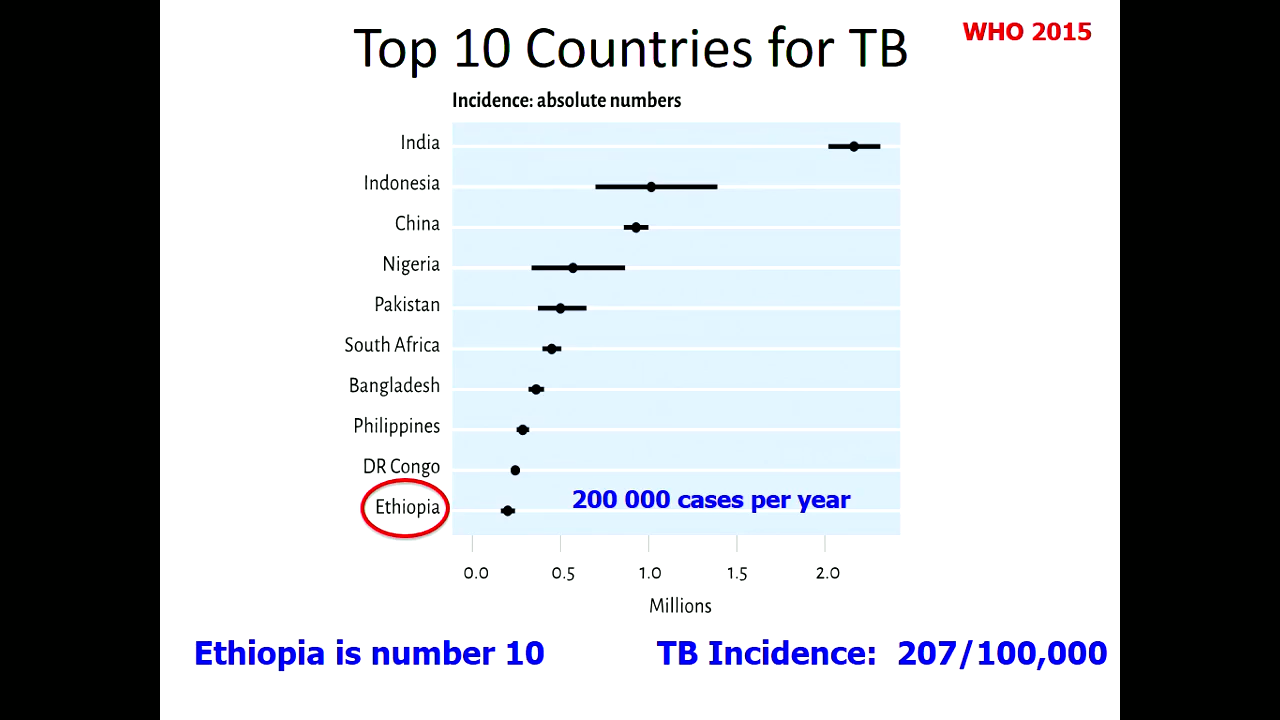 Top 10 Countries for TB
WHO 2015
Incidence: absolute numbers
India
Indonesia
China
Nigeria
Pakistan
South Africa
Bangladesh
Philippines
DR Congo
Ethiopia
200 000 cases per year
0.0 0.5 1.0 1.5 2.0
Millions
Ethiopia is number 10
TB Incidence: 207/100,000